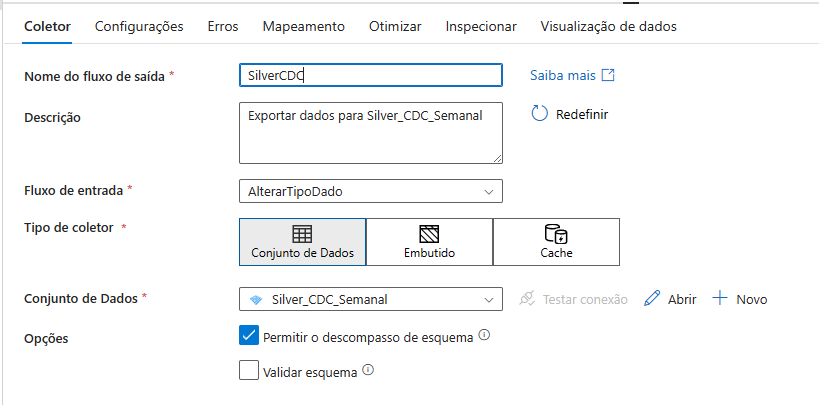 Coletor Configurações Erros Mapeamento Otimizar Inspecionar Visualização de dados
Nome do fluxo de saída * SilverCDC Saiba mais
Descrição Exportar dados para Silver_CDC_Semanal Redefinir
Fluxo de entrada * AlterarTipoDado
Tipo de coletor * Conjunto de Dados Embutido Cache
Conjunto de Dados * Silver_CDC_Semanal Testar conexão Abrir Novo
Opções Permitir o descompasso de esquema
Validar esquema